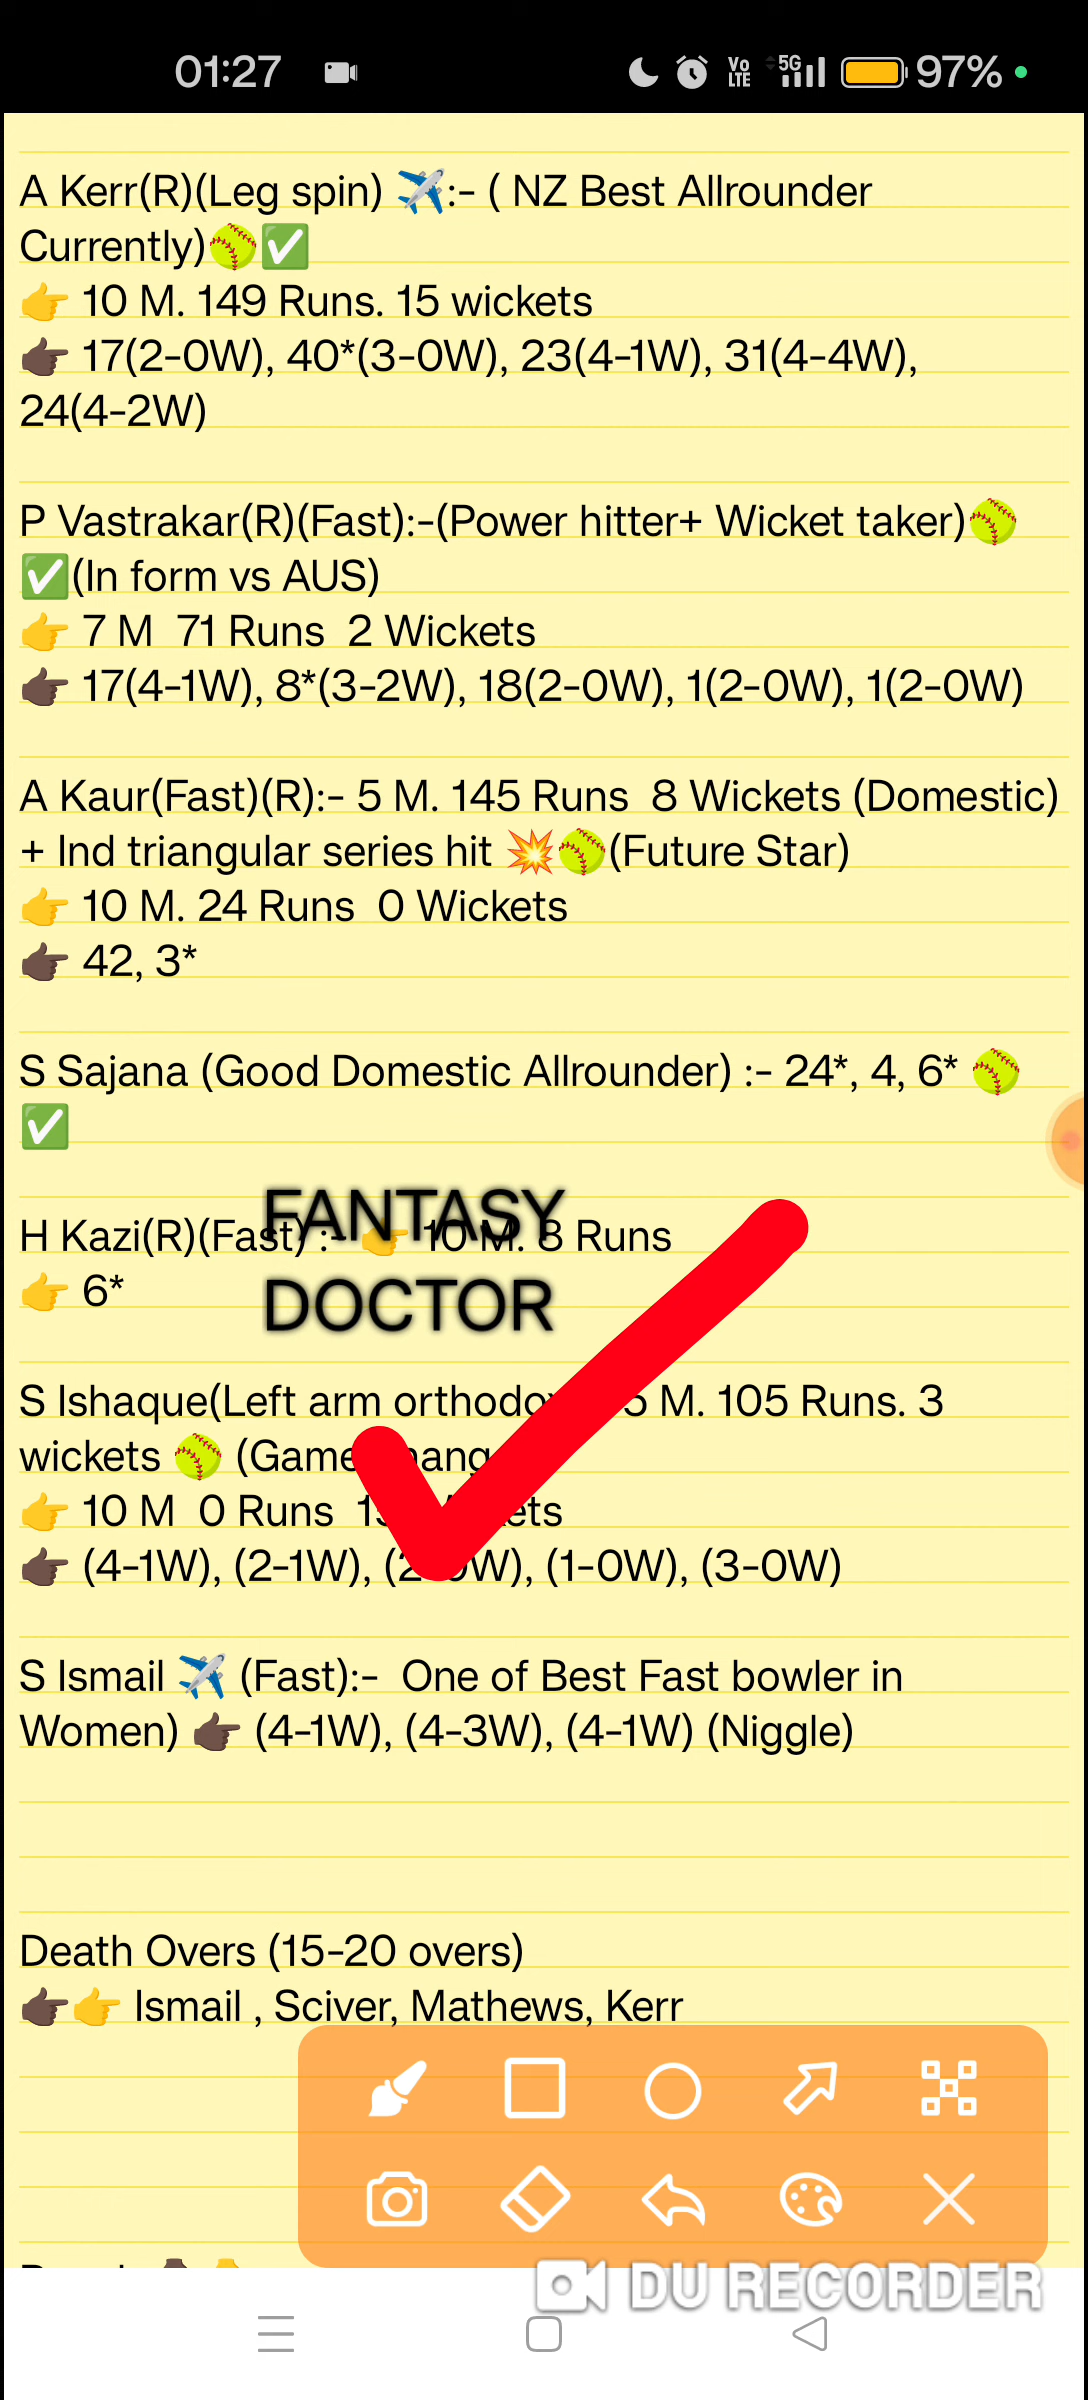 01:27 Vo LTE 5G 97%
A Kerr(R)(Leg spin) ✈️:- ( NZ Best Allrounder
Currently)🥎✅
👉 10 M. 149 Runs. 15 wickets
👉🏿 17(2-0W), 40*(3-0W), 23(4-1W), 31(4-4W),
24(4-2W)
P Vastrakar(R)(Fast):-(Power hitter+ Wicket taker)🥎
✅(In form vs AUS)
👉 7 M 71 Runs 2 Wickets
👉🏿 17(4-1W), 8*(3-2W), 18(2-0W), 1(2-0W), 1(2-0W)
A Kaur(Fast)(R):- 5 M. 145 Runs 8 Wickets (Domestic)
+ Ind triangular series hit 💥🥎(Future Star)
👉 10 M. 24 Runs 0 Wickets
👉🏿 42, 3*
S Sajana (Good Domestic Allrounder) :- 24*, 4, 6* 🥎
✅
FANTASY
H Kazi(R)(Fast) :- 👉 10 M. 8 Runs
👉 6*
DOCTOR
S Ishaque(Left arm 5 M. 105 Runs. 3
wickets 🥎
👉 10 M 0 Runs
👉🏿 (4-1W), (2-1W), (1-0W), (3-0W)
S Ismail ✈️ (Fast):- One of Best Fast bowler in
Women) 👉🏿 (4-1W), (4-3W), (4-1W) (Niggle)
Death Overs (15-20 overs)
👉🏿👉 Ismail , Sciver, Mathews, Kerr
DU RECORDER